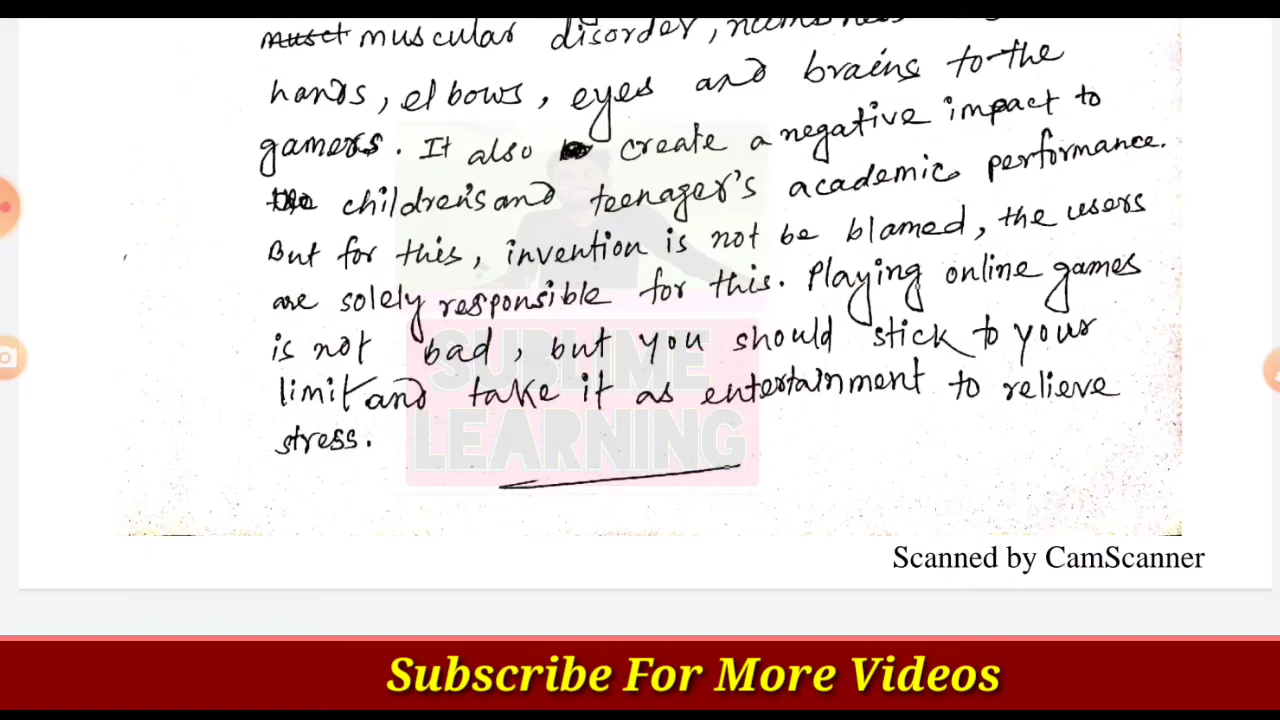 muscular disorder,
hands, elbows, eyes and brains to the
gamers. It also create a negative impact to
children's and teenager's academic performance.
But for this, invention is not be blamed, the users
are solely responsible for this. Playing online games
is not bad, but you should stick to your
limit and take it as entertainment to relieve
stress.
SUBLIME
LEARNING
Scanned by CamScanner
Subscribe For More Videos